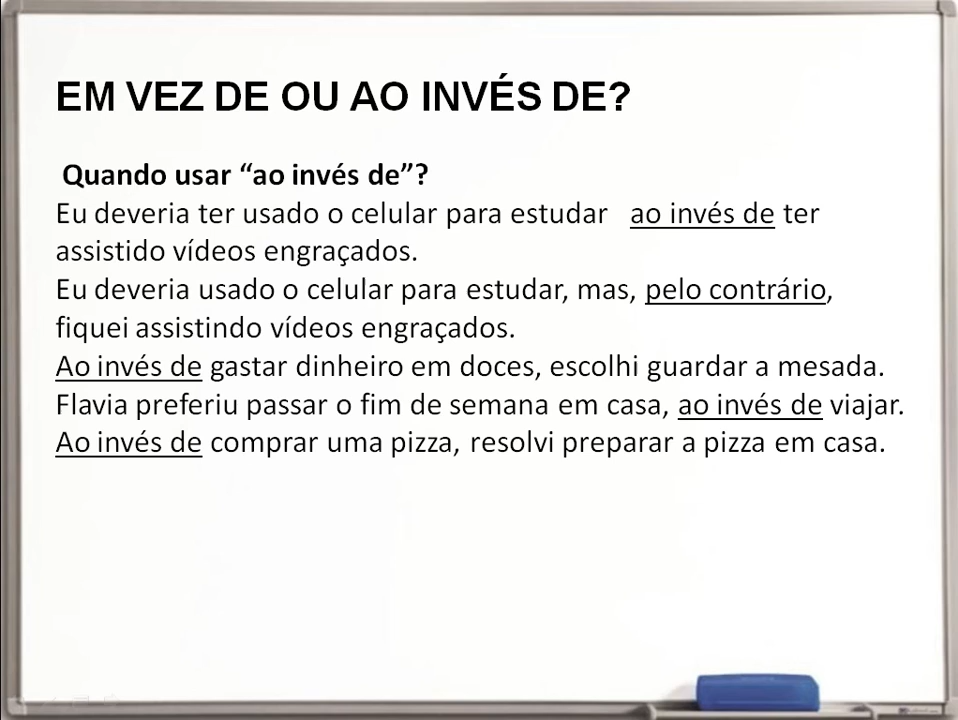 EM VEZ DE OU AO INVÉS DE?
Quando usar “ao invés de”?
Eu deveria ter usado o celular para estudar ao invés de ter
assistido vídeos engraçados.
Eu deveria usado o celular para estudar, mas, pelo contrário,
fiquei assistindo vídeos engraçados.
Ao invés de gastar dinheiro em doces, escolhi guardar a mesada.
Flavia preferiu passar o fim de semana em casa, ao invés de viajar.
Ao invés de comprar uma pizza, resolvi preparar a pizza em casa.